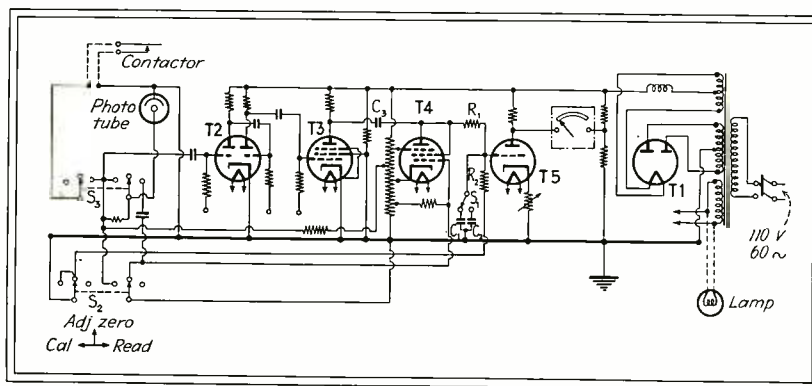 Contactor
Photo
tube
T2
T3
C3
T4
R1
T5
R2
S1
T1
S3
110 V
60 ~
Lamp
S2
Adj zero
Cal
Read